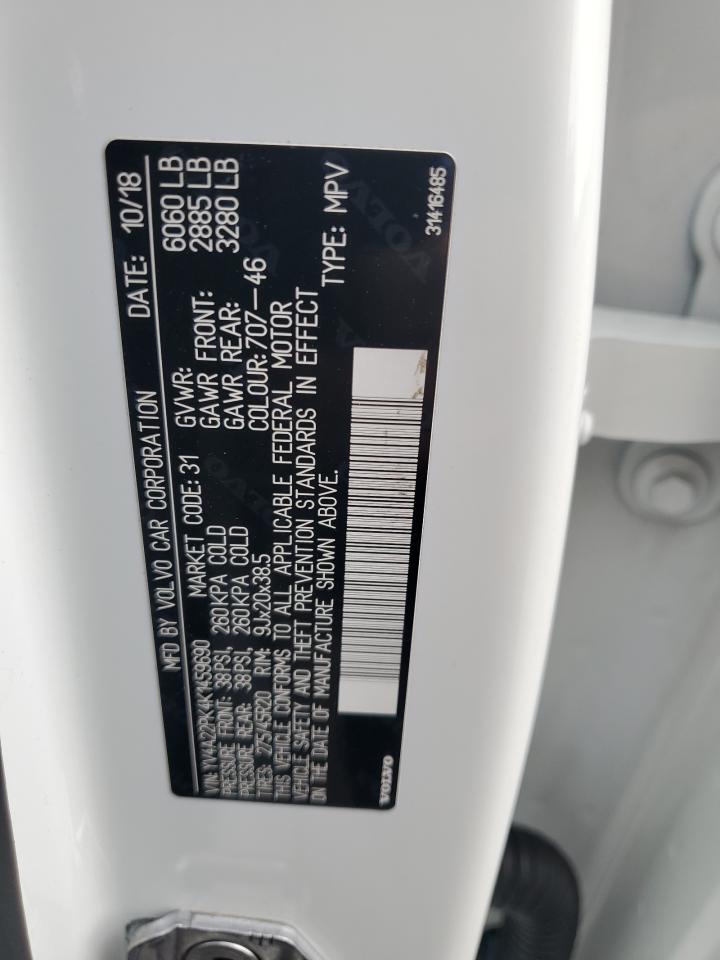 MFD BY VOLVO CAR CORPORATION DATE: 10/18
VIN: YV4A22PK4K1459690 MARKET CODE: 31 GVWR: 6060 LB
PRESSURE FRONT: 38PSI, 260KPA COLD GAWR FRONT: 2885 LB
PRESSURE REAR: 38PSI, 260KPA COLD GAWR REAR: 3280 LB
TIRES: 275/45R20 RIM: 9Jx20x38.5 COLOUR: 707-46
THIS VEHICLE CONFORMS TO ALL APPLICABLE FEDERAL MOTOR
VEHICLE SAFETY AND THEFT PREVENTION STANDARDS IN EFFECT
ON THE DATE OF MANUFACTURE SHOWN ABOVE. TYPE: MPV
VOLVO 31416485